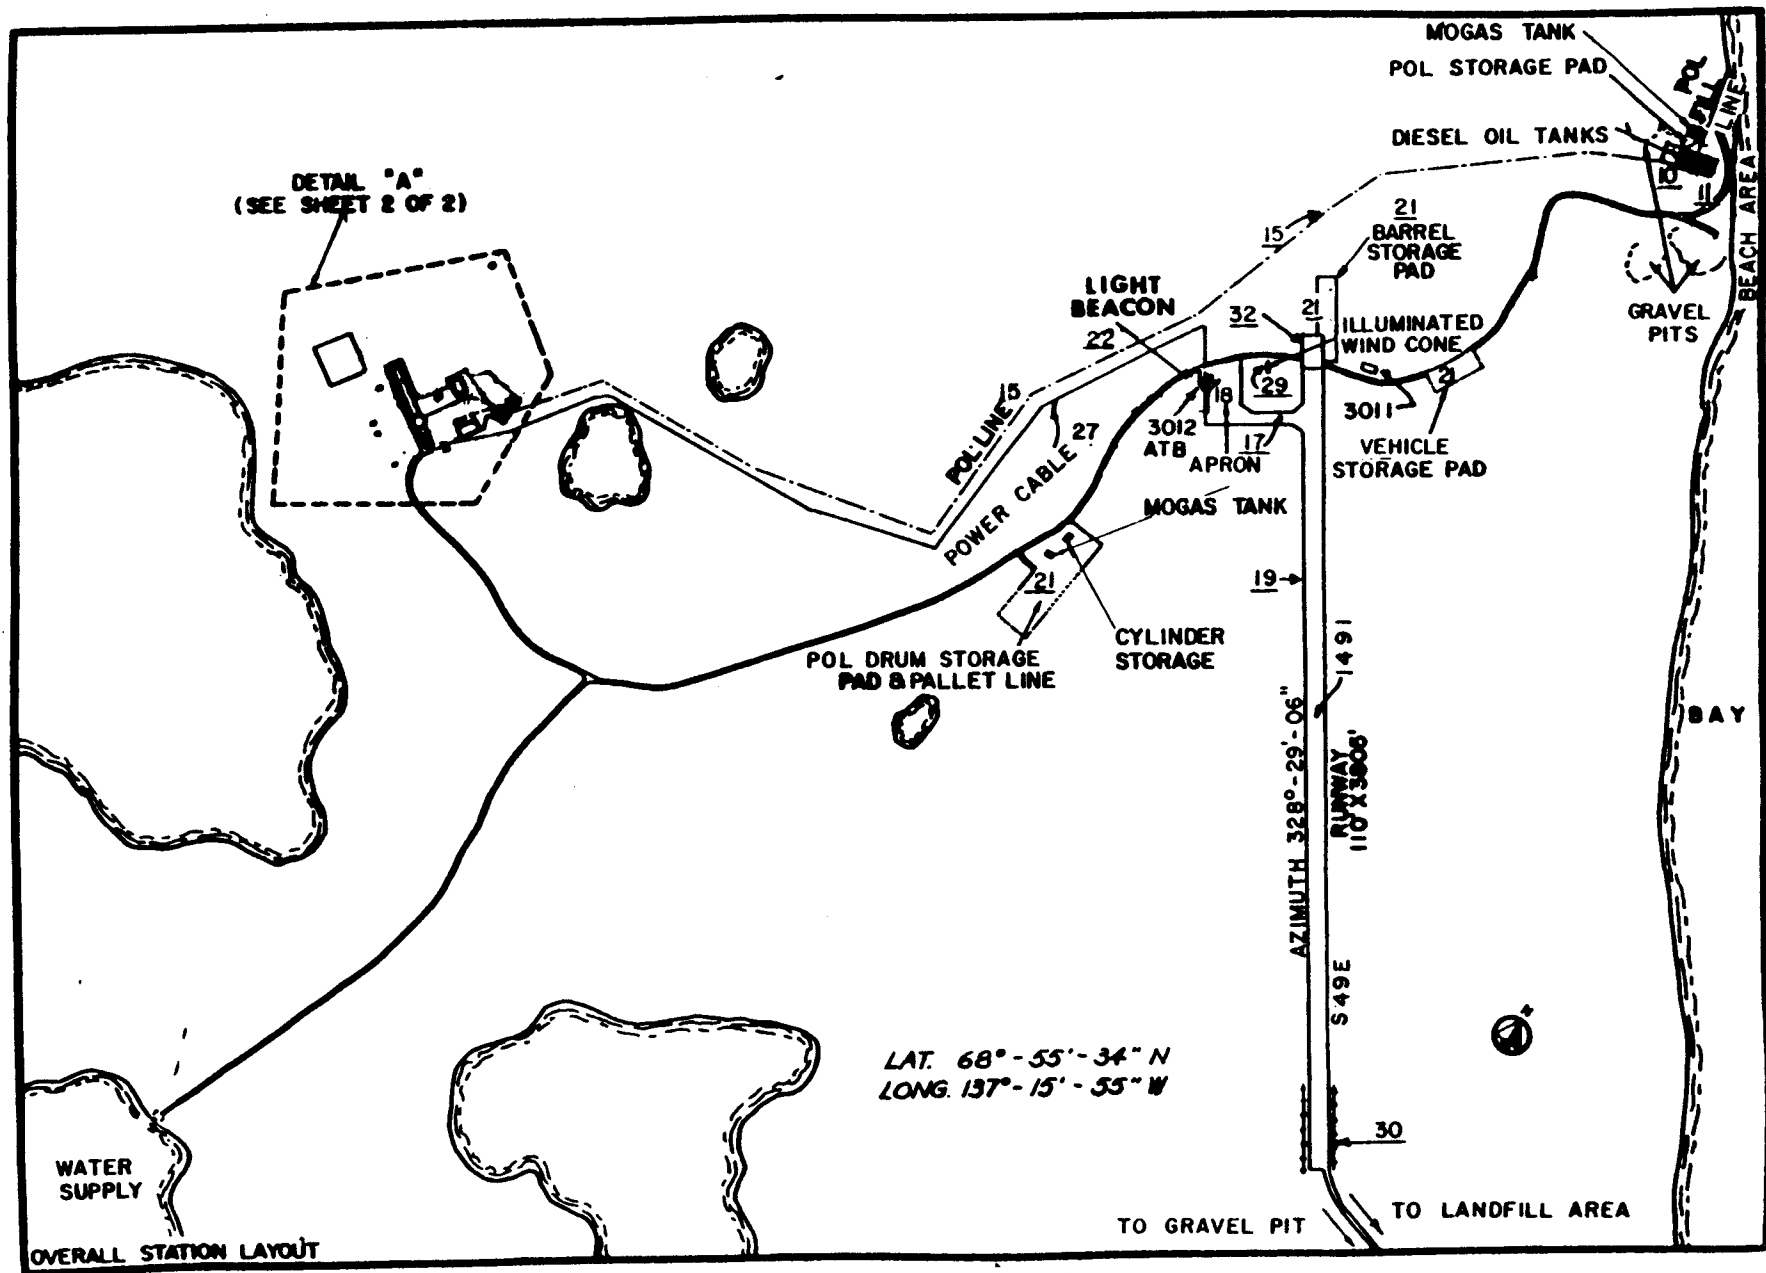 MOGAS TANK
POL STORAGE PAD
POL
FILL
LINE
DIESEL OIL TANKS
10
11
BEACH AREA
DETAIL "A"
(SEE SHEET 2 OF 2)
21
BARREL
STORAGE
PAD
15
LIGHT
BEACON
22
32
21
ILLUMINATED
WIND CONE
GRAVEL
PITS
29
18
21
3011
3012
ATB
APRON
17
VEHICLE
STORAGE PAD
POL LINE 15
POWER CABLE 27
MOGAS TANK
21
19
CYLINDER
STORAGE
POL DRUM STORAGE
PAD & PALLET LINE
1491
BAY
AZIMUTH 328°-29'-06"
RUNWAY
110' X 3806'
S49E
N
LAT. 68°-55'-34" N
LONG. 137°-15'-55" W
30
WATER
SUPPLY
TO GRAVEL PIT
TO LANDFILL AREA
OVERALL STATION LAYOUT